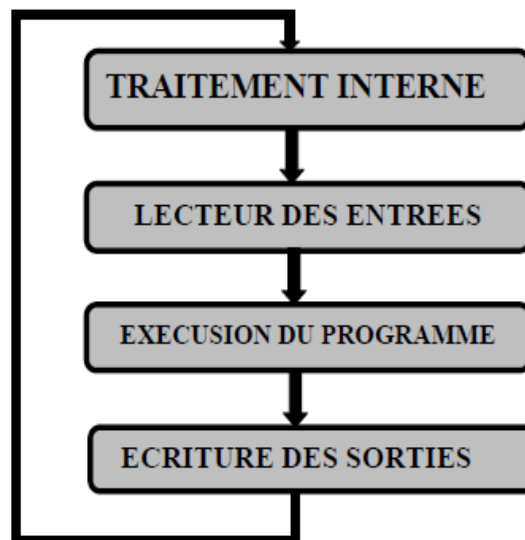 TRAITEMENT INTERNE
LECTEUR DES ENTREES
EXECUSION DU PROGRAMME
ECRITURE DES SORTIES